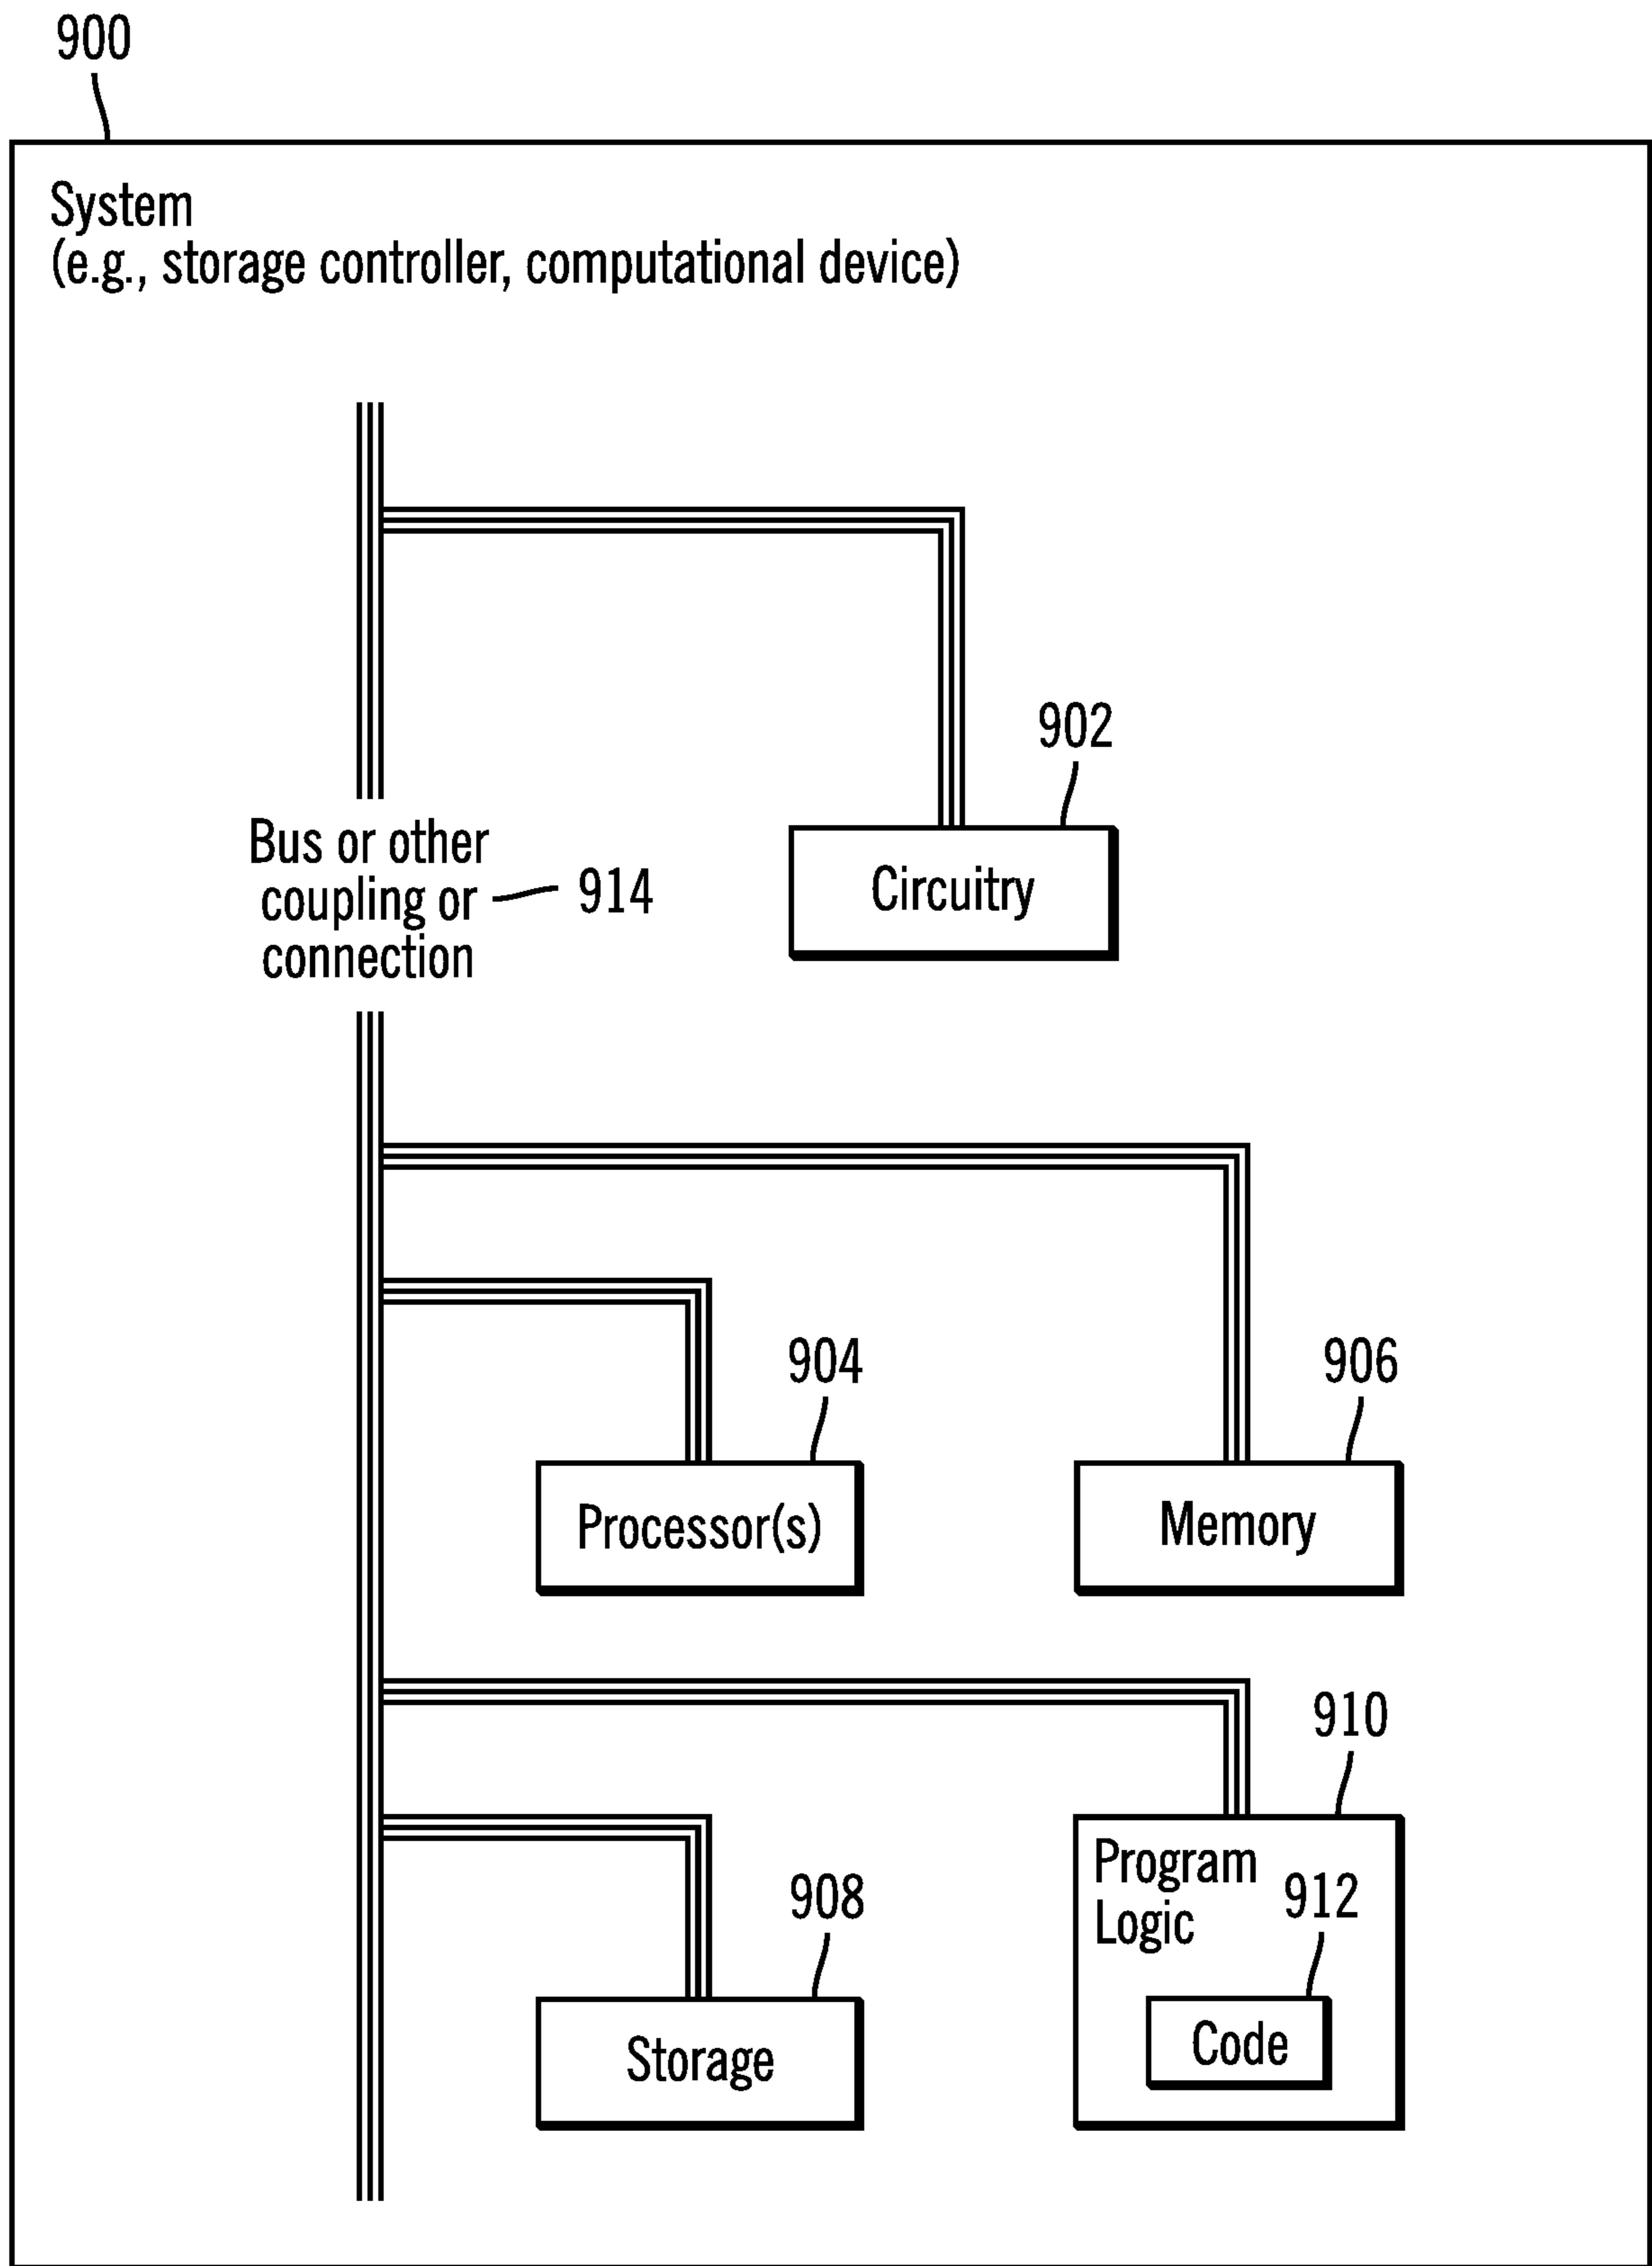 900
System
(e.g., storage controller, computational device)
902
Bus or other
coupling or
connection
914
Circuitry
904
906
Processor(s)
Memory
910
Program
Logic
908
912
Storage
Code